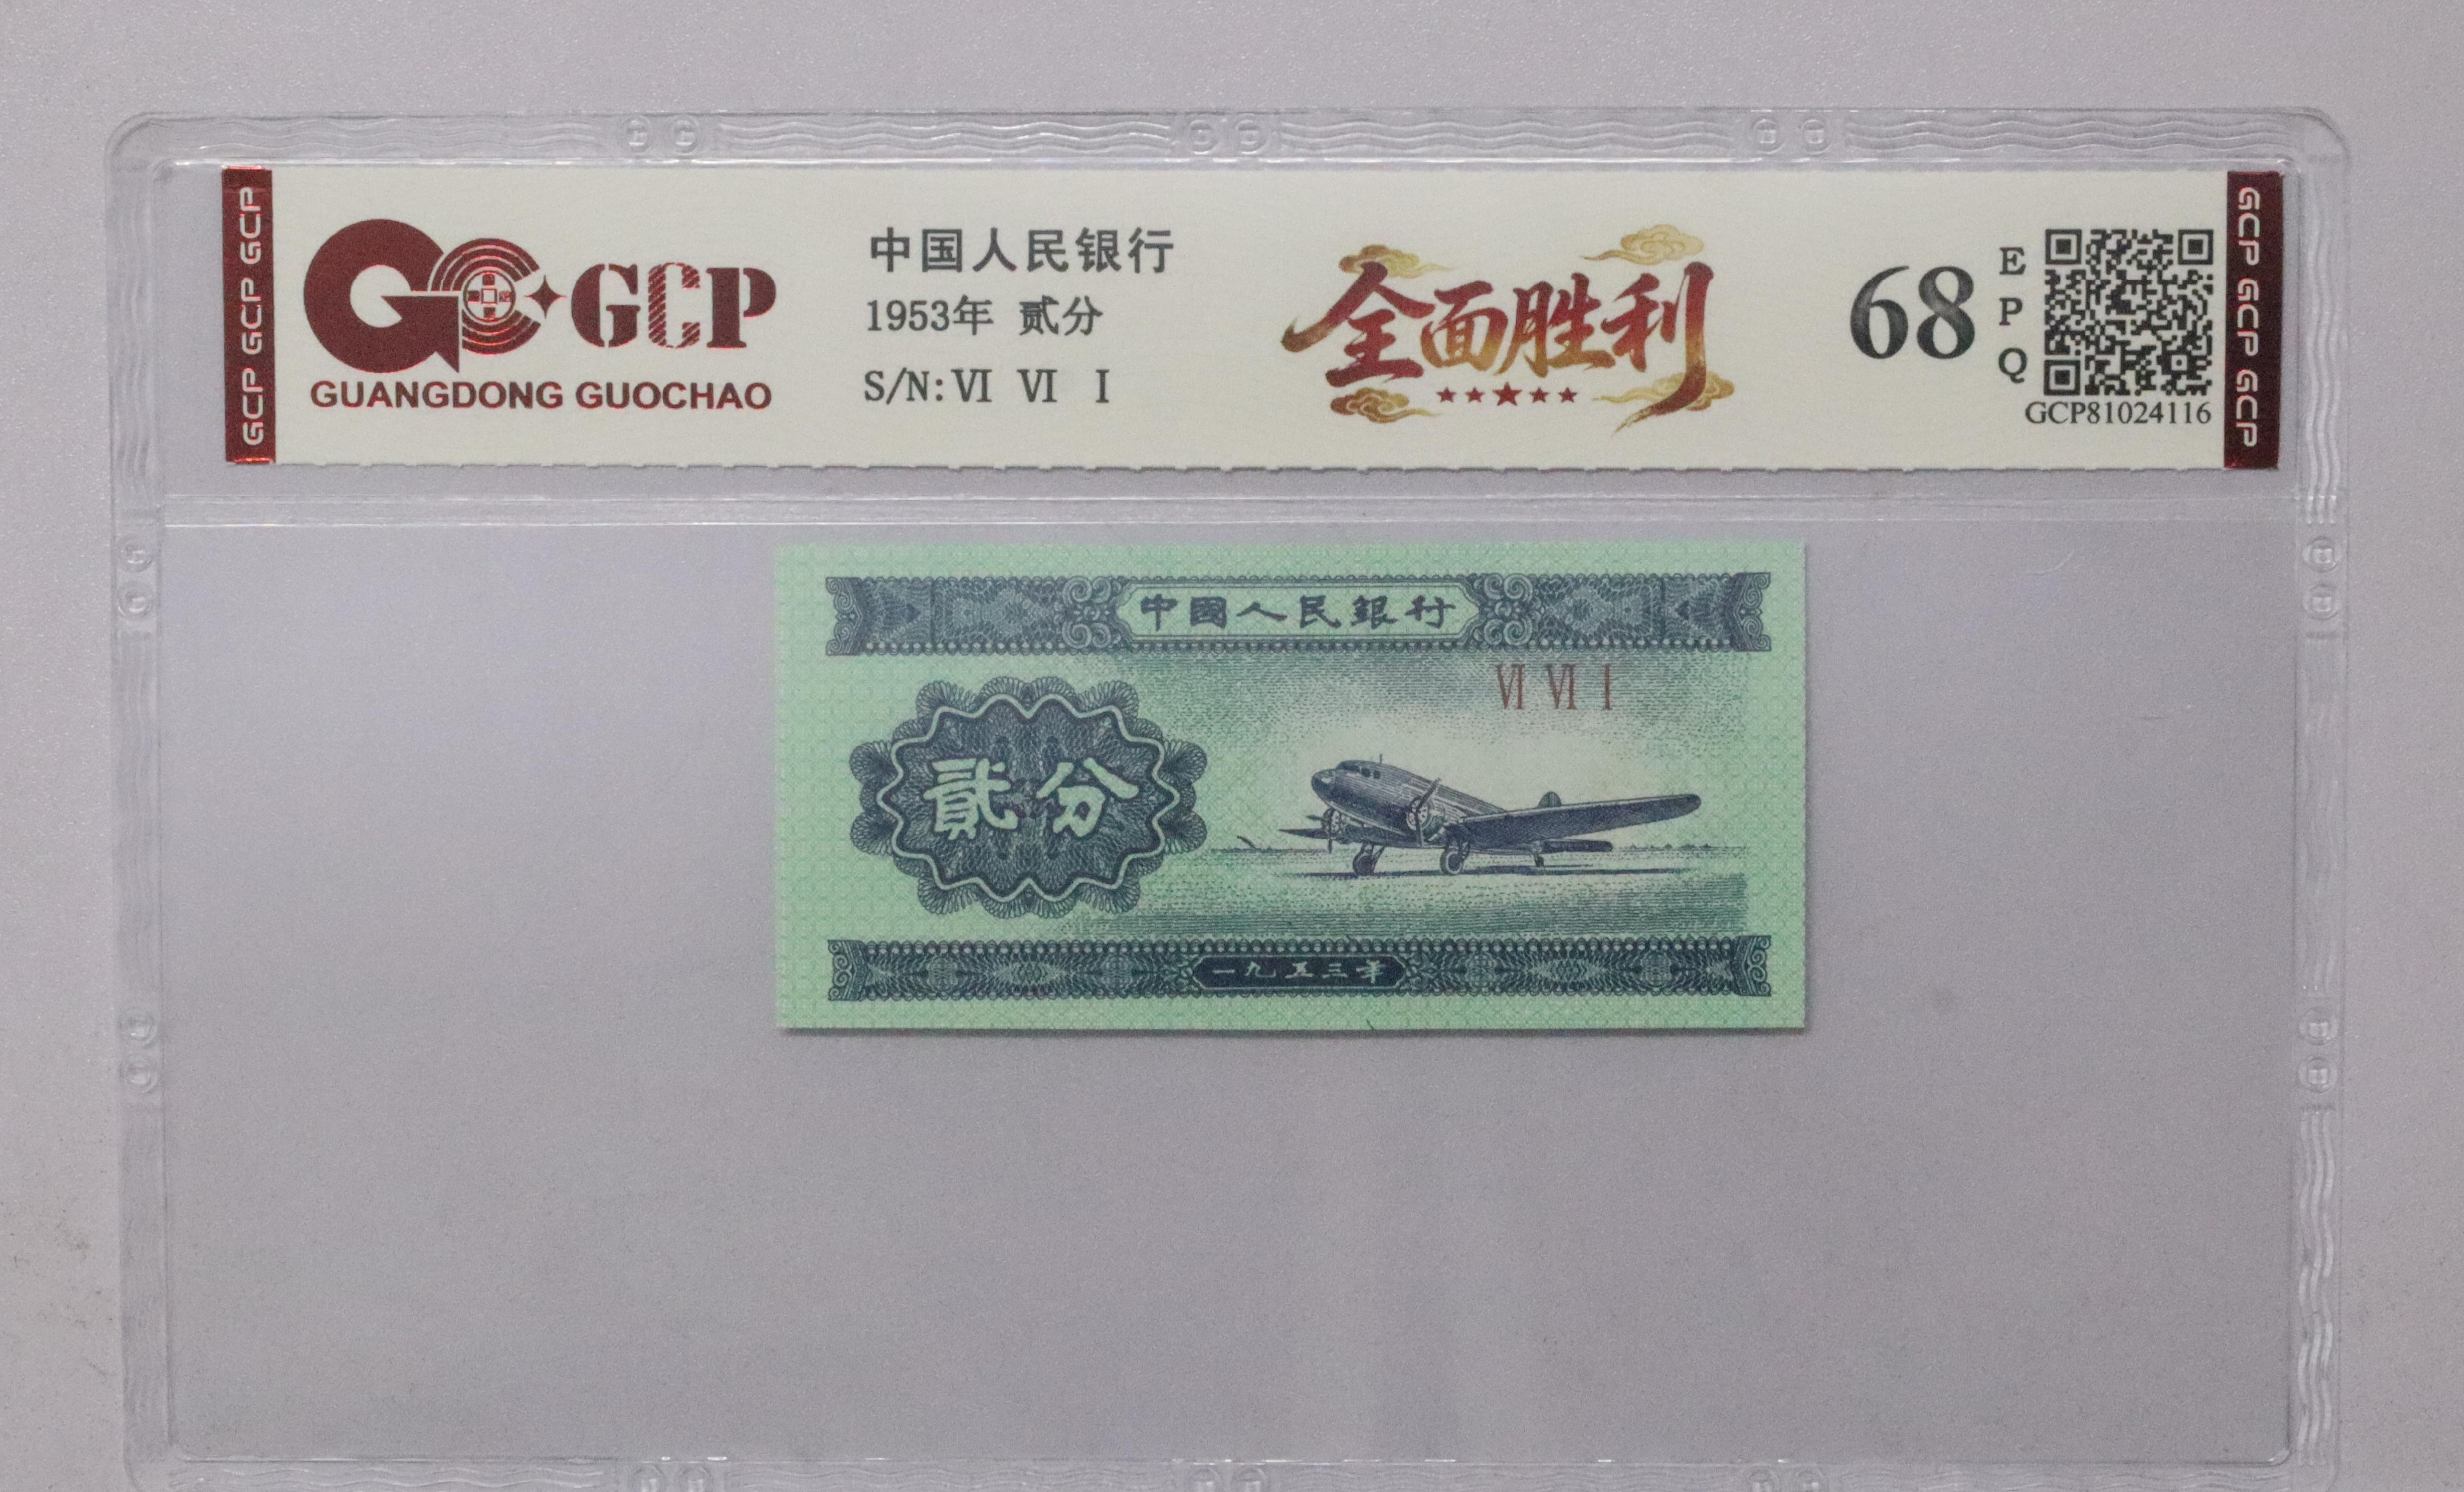 GCP GCP GCP
GCP
GUANGDONG GUOCHAO
中国人民银行
1953年 贰分
S/N:Ⅵ Ⅵ Ⅰ
全面胜利
68
E
P
Q
GCP81024116
GCP GCP GCP
中國人民銀行
Ⅵ Ⅵ Ⅰ
貳分
一九五三年